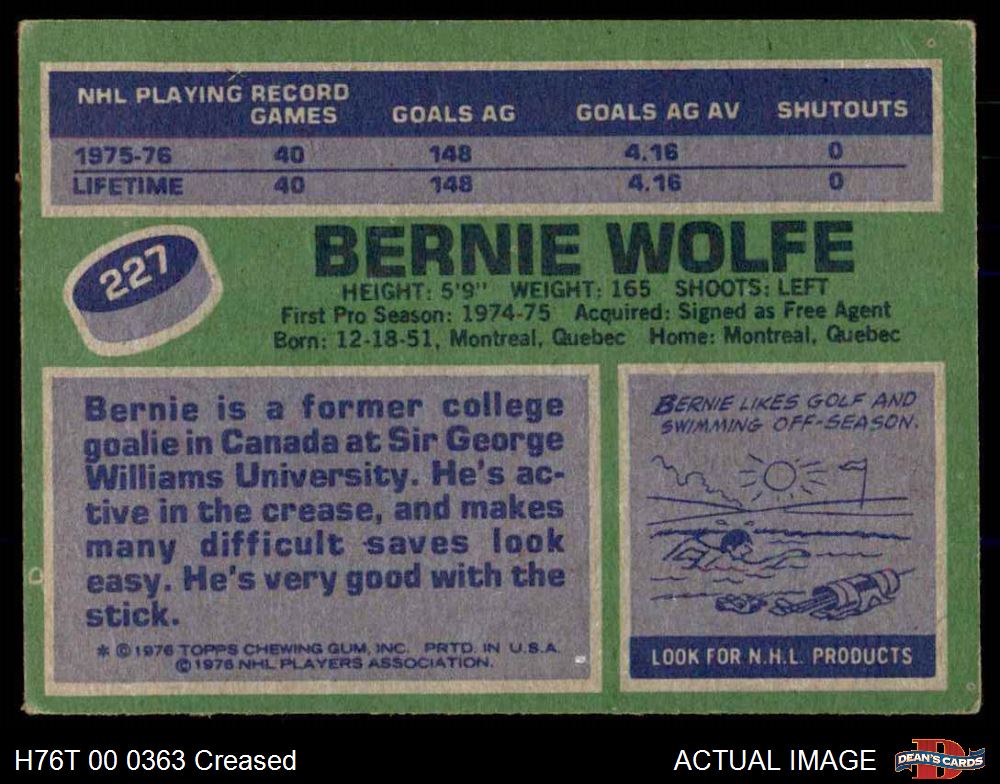 NHL PLAYING RECORD
GAMES GOALS AG GOALS AG AV SHUTOUTS
1975-76 40 148 4.16 0
LIFETIME 40 148 4.16 0
227
BERNIE WOLFE
HEIGHT: 5'9" WEIGHT: 165 SHOOTS: LEFT
First Pro Season: 1974-75 Acquired: Signed as Free Agent
Born: 12-18-51, Montreal, Quebec Home: Montreal, Quebec
Bernie is a former college
goalie in Canada at Sir George
Williams University. He's ac-
tive in the crease, and makes
many difficult saves look
easy. He's very good with the
stick.
* © 1976 TOPPS CHEWING GUM, INC. PRTD. IN U.S.A.
© 1976 NHL PLAYERS ASSOCIATION.
BERNIE LIKES GOLF AND
SWIMMING OFF-SEASON.
LOOK FOR N.H.L. PRODUCTS
H76T 00 0363 Creased
ACTUAL IMAGE
D
DEAN'S CARDS